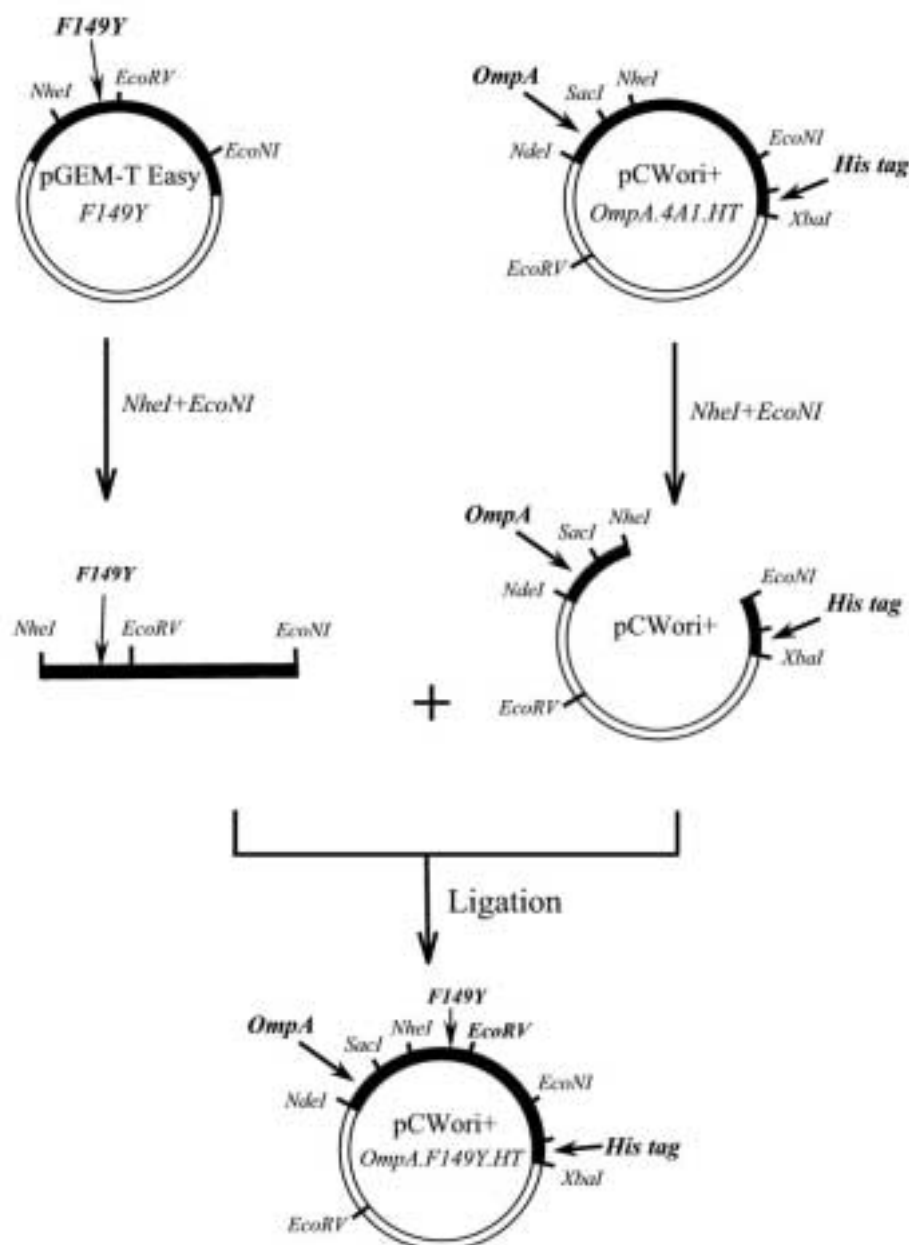 F149Y
EcoRV
NheI
EcoNI
pGEM-T Easy
F149Y
OmpA
SacI
NheI
NdeI
EcoNI
His tag
pCWori+
OmpA.4A1.HT
XbaI
EcoRV
NheI+EcoNI
NheI+EcoNI
F149Y
NheI
EcoRV
EcoNI
+
OmpA
SacI
NheI
NdeI
EcoNI
His tag
pCWori+
XbaI
EcoRV
Ligation
F149Y
OmpA
SacI
NheI
EcoRV
NdeI
EcoNI
pCWori+
OmpA.F149Y.HT
His tag
XbaI
EcoRV